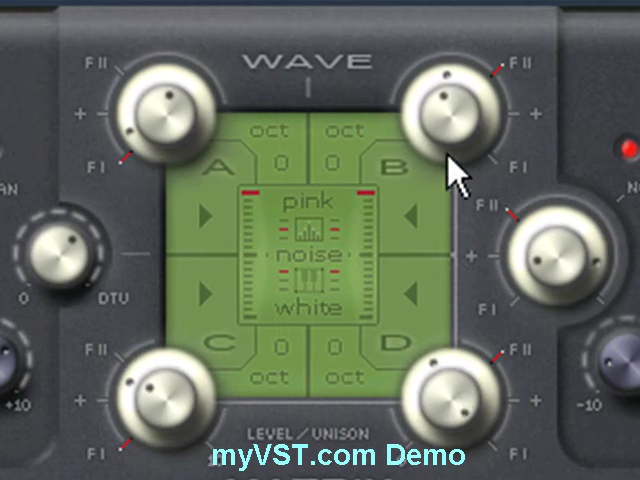 WAVE
F II
F II
+
+
F I
F I
oct
oct
0
0
A
B
pink
noise
white
AN
N
F II
+
F I
0
DTU
C
D
0
0
oct
oct
F II
F II
+
+
F I
+10
-10
LEVEL / UNISON
myVST.com Demo